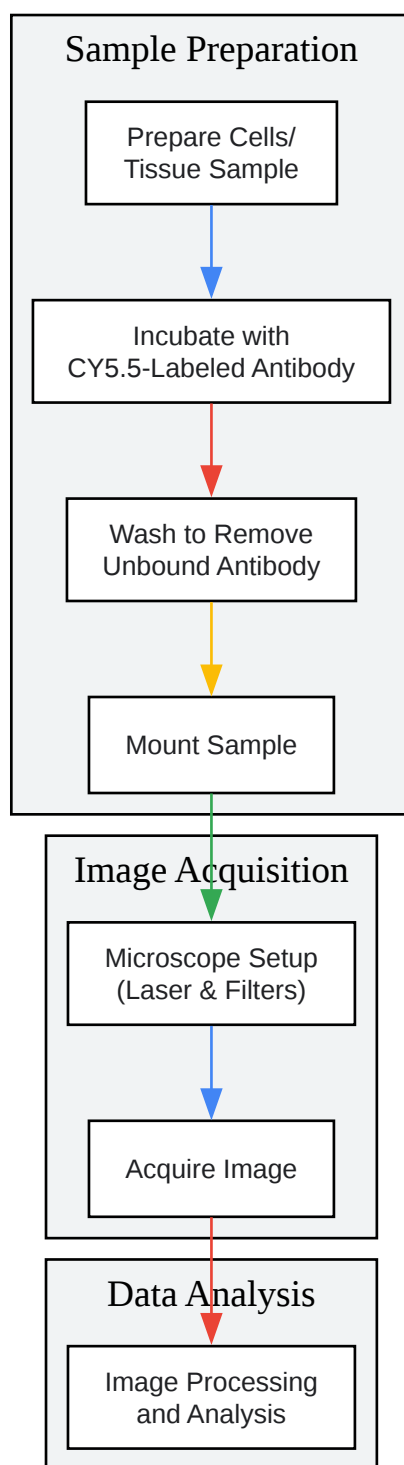 Sample Preparation
Prepare Cells/
Tissue Sample
Incubate with
CY5.5-Labeled Antibody
Wash to Remove
Unbound Antibody
Mount Sample
Image Acquisition
Microscope Setup
(Laser & Filters)
Acquire Image
Data Analysis
Image Processing
and Analysis